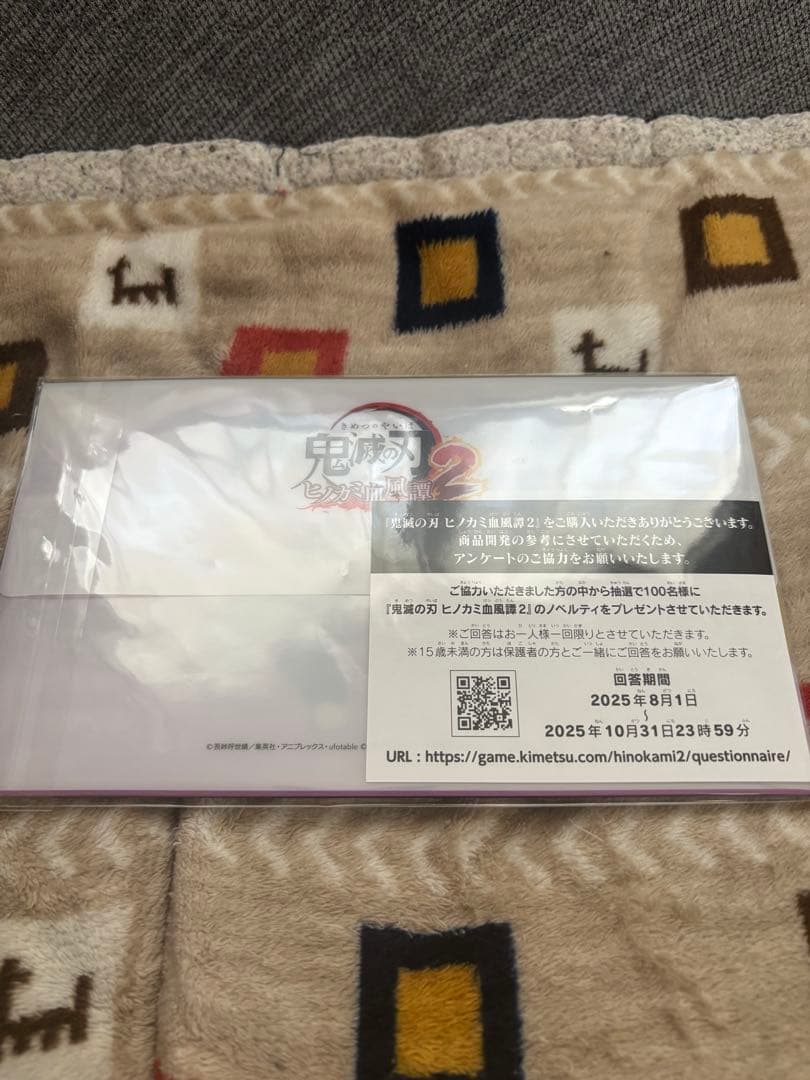 きめつのやいば
鬼滅の刃
ヒノカミ血風譚2
『鬼滅の刃 ヒノカミ血風譚2』をご購入いただきありがとうございます。
商品開発の参考にさせていただくため、
アンケートのご協力をお願いいたします。
ご協力いただきました方の中から抽選で100名様に
『鬼滅の刃 ヒノカミ血風譚2』のノベルティをプレゼントさせていただきます。
※ご回答はお一人様一回限りとさせていただきます。
※15歳未満の方は保護者の方とご一緒にご回答をお願いいたします。
回答期間
2025年8月1日
~
2025年10月31日23時59分
URL : https://game.kimetsu.com/hinokami2/questionnaire/
©吾峠呼世晴/集英社・アニプレックス・ufotable ©